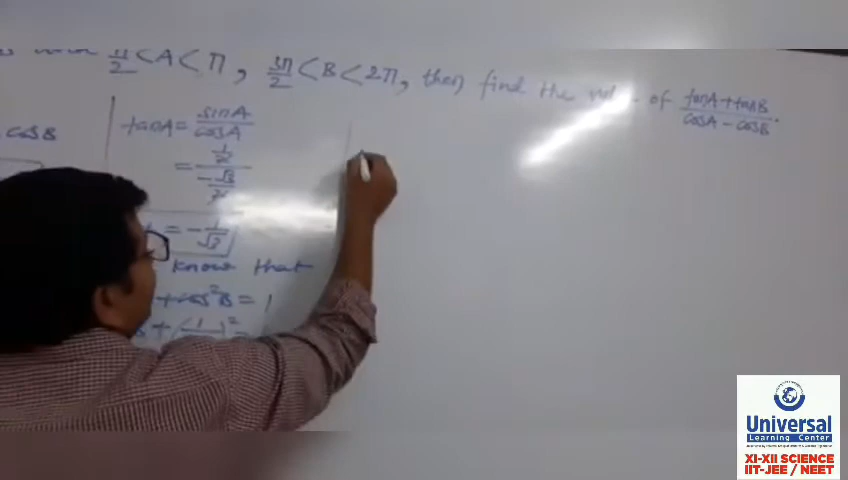 π/2 < A < π, 3π/2 < B < 2π, then find the of tanA+tanB/cosA-cosB.
cosB
tanA = sinA/cosA
= 1/2/-√3/2
= -1/√3
know that
+cos²B = 1
+ (1
Universal
Learning Center
XI-XII SCIENCE
IIT-JEE / NEET